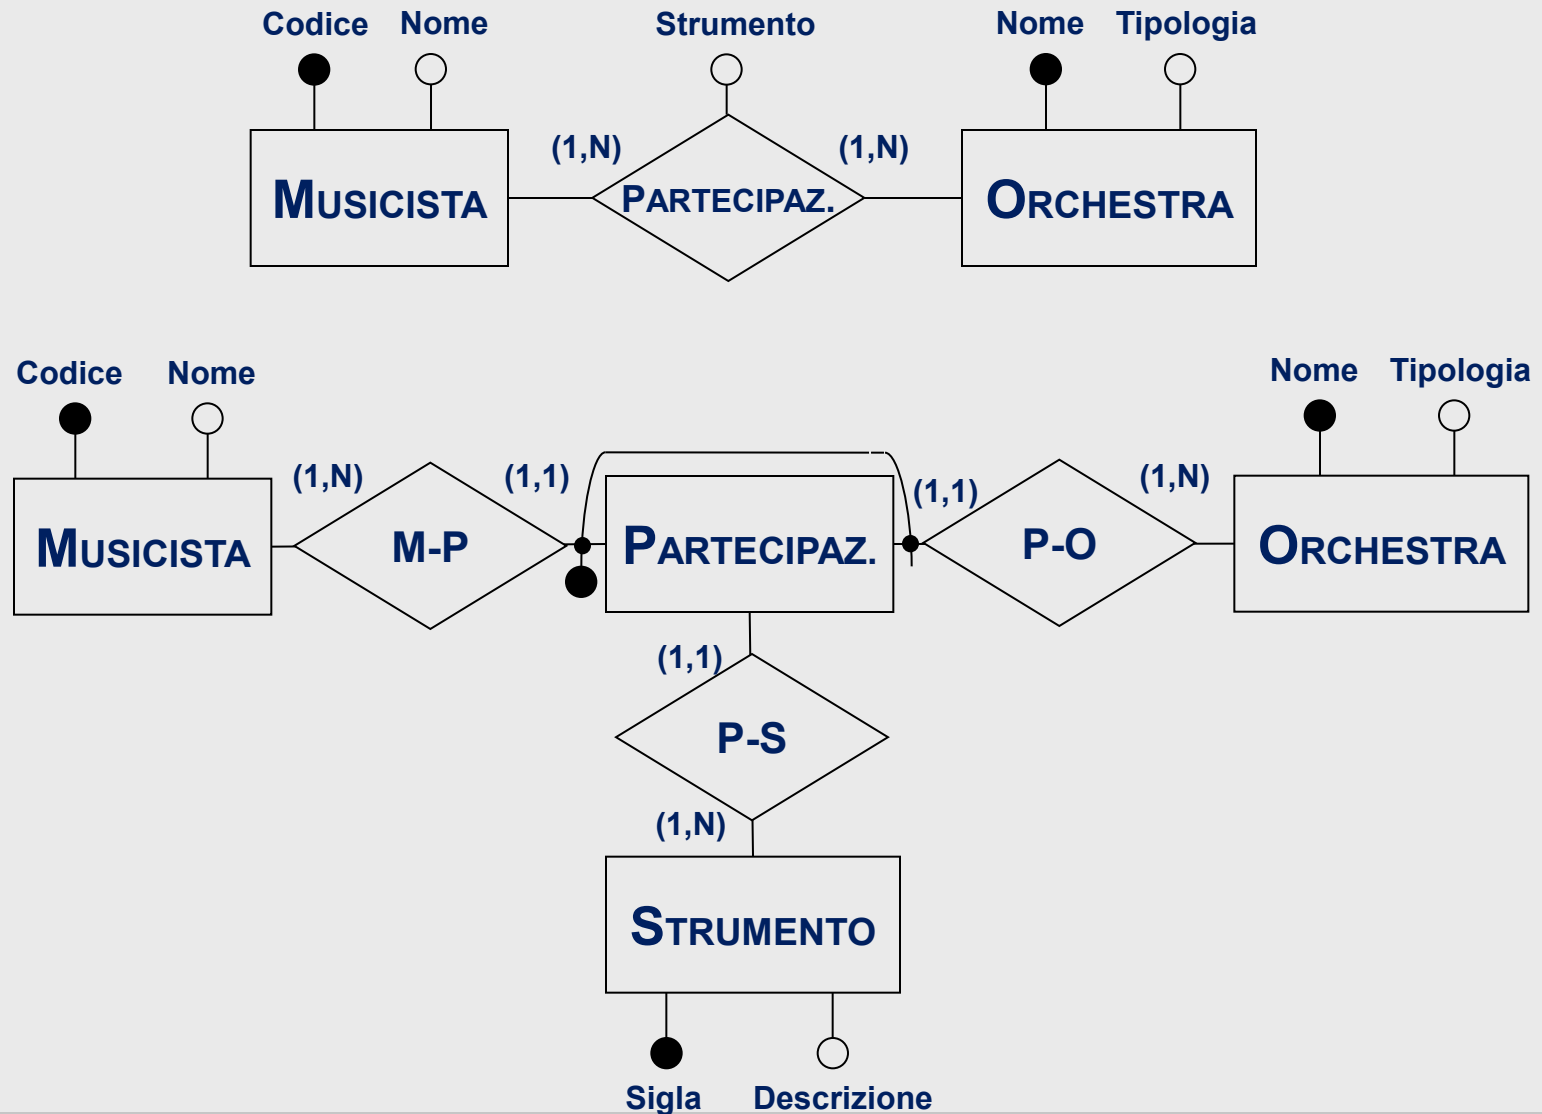 Codice Nome Strumento Nome Tipologia
(1,N) (1,N)
MUSICISTA PARTECIPAZ. ORCHESTRA
Codice Nome Nome Tipologia
(1,N) (1,1) (1,1) (1,N)
MUSICISTA M-P PARTECIPAZ. P-O ORCHESTRA
(1,1)
P-S
(1,N)
STRUMENTO
Sigla Descrizione